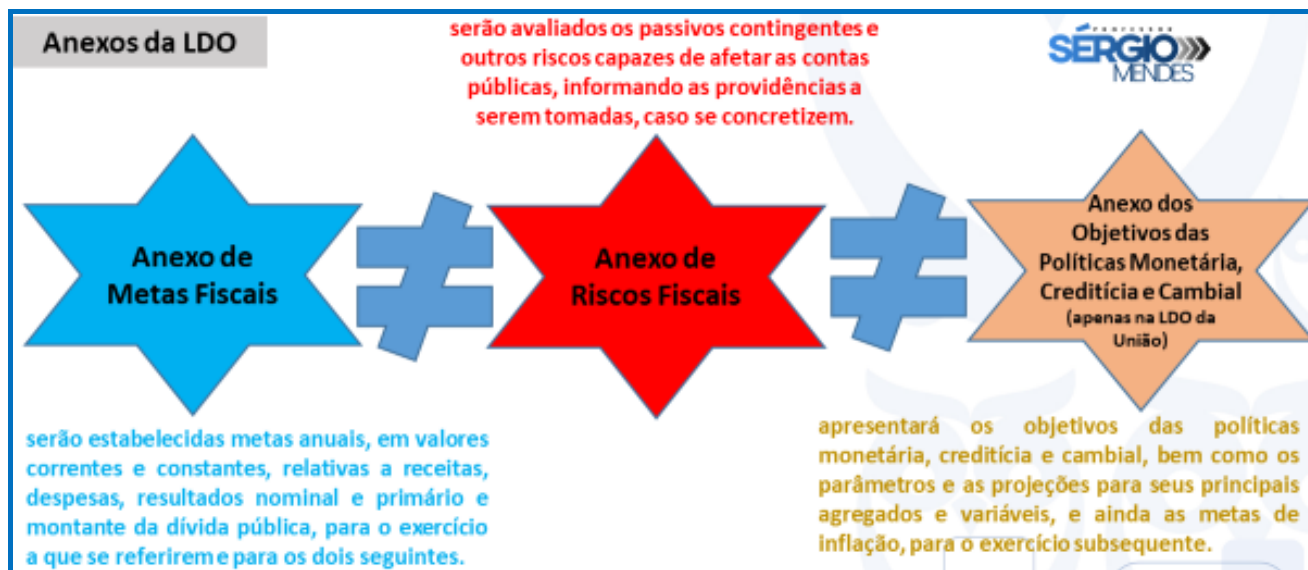 Anexos da LDO
serão avaliados os passivos contingentes e
outros riscos capazes de afetar as contas
públicas, informando as providências a
serem tomadas, caso se concretizem.
PROFESSOR
SÉRGIO
MENDES
Anexo de
Metas Fiscais
Anexo de
Riscos Fiscais
Anexo dos
Objetivos das
Políticas Monetária,
Creditícia e Cambial
(apenas na LDO da
União)
serão estabelecidas metas anuais, em valores
correntes e constantes, relativas a receitas,
despesas, resultados nominal e primário e
montante da dívida pública, para o exercício
a que se referirem e para os dois seguintes.
apresentará os objetivos das políticas
monetária, creditícia e cambial, bem como os
parâmetros e as projeções para seus principais
agregados e variáveis, e ainda as metas de
inflação, para o exercício subsequente.